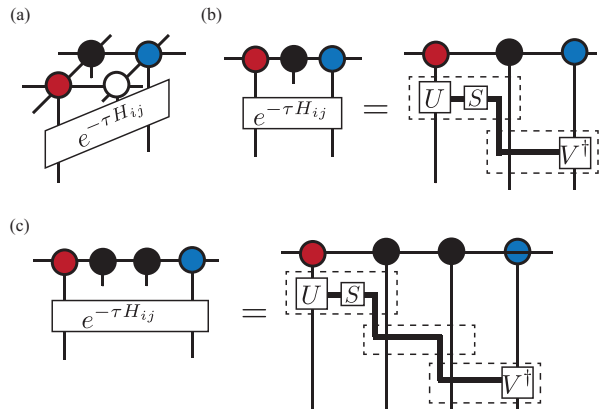 (a)
e^{-τH_{ij}}
(b)
e^{-τH_{ij}}
=
U
S
V^†
(c)
e^{-τH_{ij}}
=
U
S
V^†